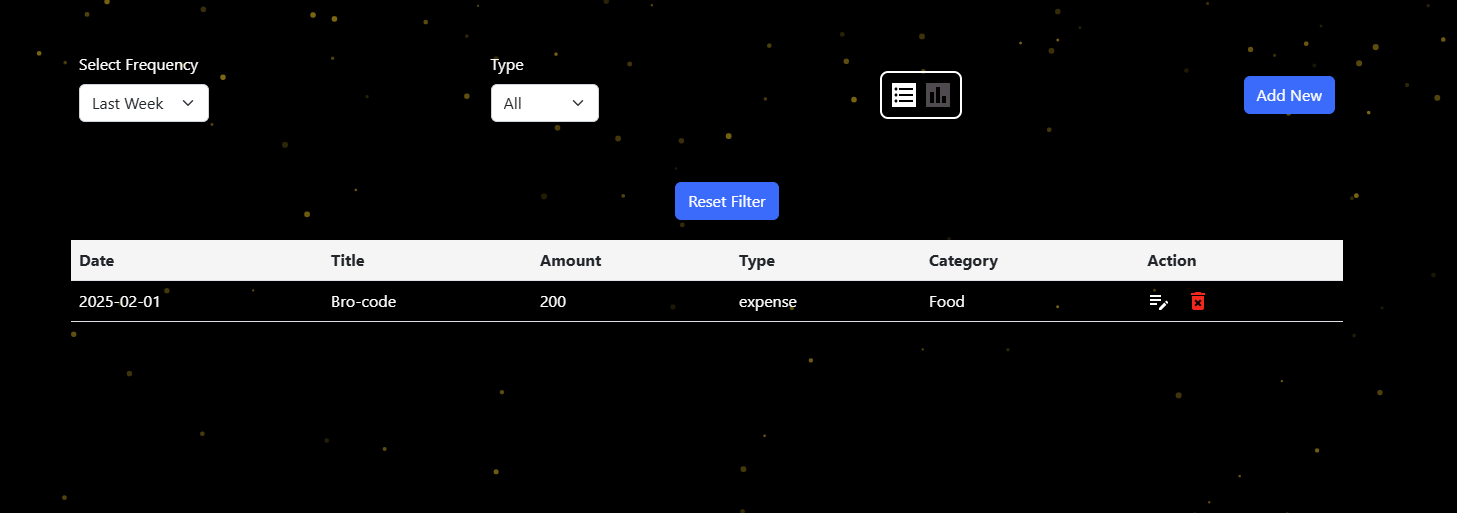 Select Frequency
Type
Last Week
All
Add New
Reset Filter
Date Title Amount Type Category Action
2025-02-01 Bro-code 200 expense Food